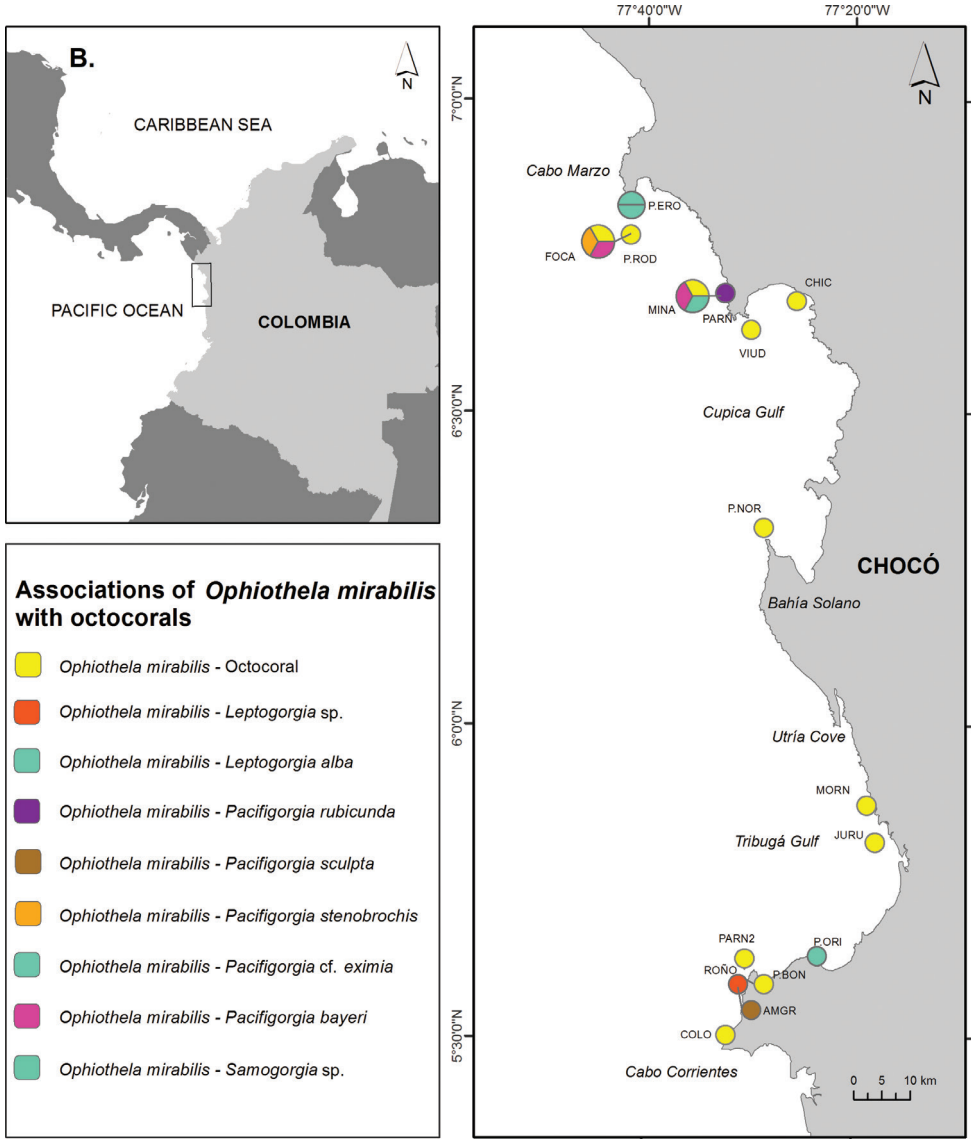 B.
N
CARIBBEAN SEA
PACIFIC OCEAN
COLOMBIA
Associations of Ophiothela mirabilis
with octocorals
Ophiothela mirabilis - Octocoral
Ophiothela mirabilis - Leptogorgia sp.
Ophiothela mirabilis - Leptogorgia alba
Ophiothela mirabilis - Pacifigorgia rubicunda
Ophiothela mirabilis - Pacifigorgia sculpta
Ophiothela mirabilis - Pacifigorgia stenobrochis
Ophiothela mirabilis - Pacifigorgia cf. eximia
Ophiothela mirabilis - Pacifigorgia bayeri
Ophiothela mirabilis - Samogorgia sp.
77°40'0"W
77°20'0"W
7°0'0"N
6°30'0"N
6°0'0"N
5°30'0"N
N
Cabo Marzo
P.ERO
FOCA
P.ROD
CHIC
MINA
PARN
VIUD
Cupica Gulf
P.NOR
CHOCÓ
Bahía Solano
Utría Cove
MORN
JURU
Tribugá Gulf
PARN2
P.ORI
ROÑO
P.BON
AMGR
COLO
Cabo Corrientes
0 5 10 km